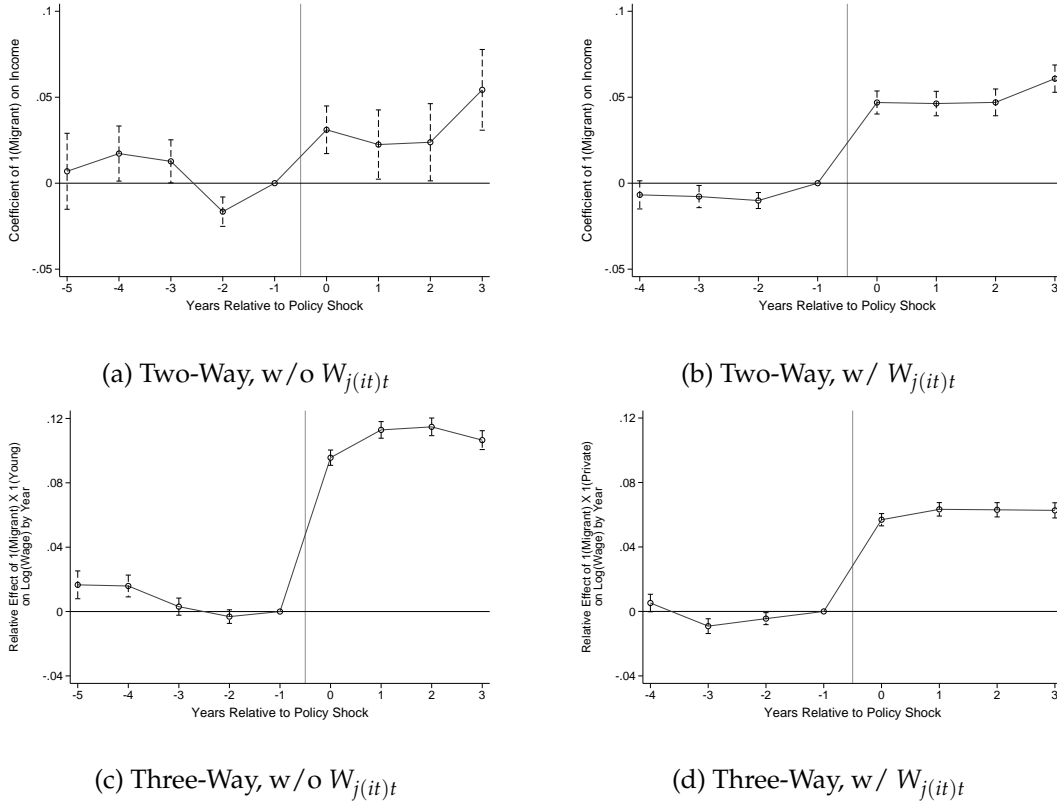 .1
.05
0
-.05
Coefficient of 1(Migrant) on Income
-5 -4 -3 -2 -1 0 1 2 3
Years Relative to Policy Shock
(a) Two-Way, w/o W_{j(it)t}
.1
.05
0
-.05
Coefficient of 1(Migrant) on Income
-4 -3 -2 -1 0 1 2 3
Years Relative to Policy Shock
(b) Two-Way, w/ W_{j(it)t}
.12
.08
.04
0
-.04
Relative Effect of 1(Migrant) X 1(Young)
on Log(Wage) by Year
-5 -4 -3 -2 -1 0 1 2 3
Years Relative to Policy Shock
(c) Three-Way, w/o W_{j(it)t}
.12
.08
.04
0
-.04
Relative Effect of 1(Migrant) X 1(Private)
on Log(Wage) by Year
-4 -3 -2 -1 0 1 2 3
Years Relative to Policy Shock
(d) Three-Way, w/ W_{j(it)t}